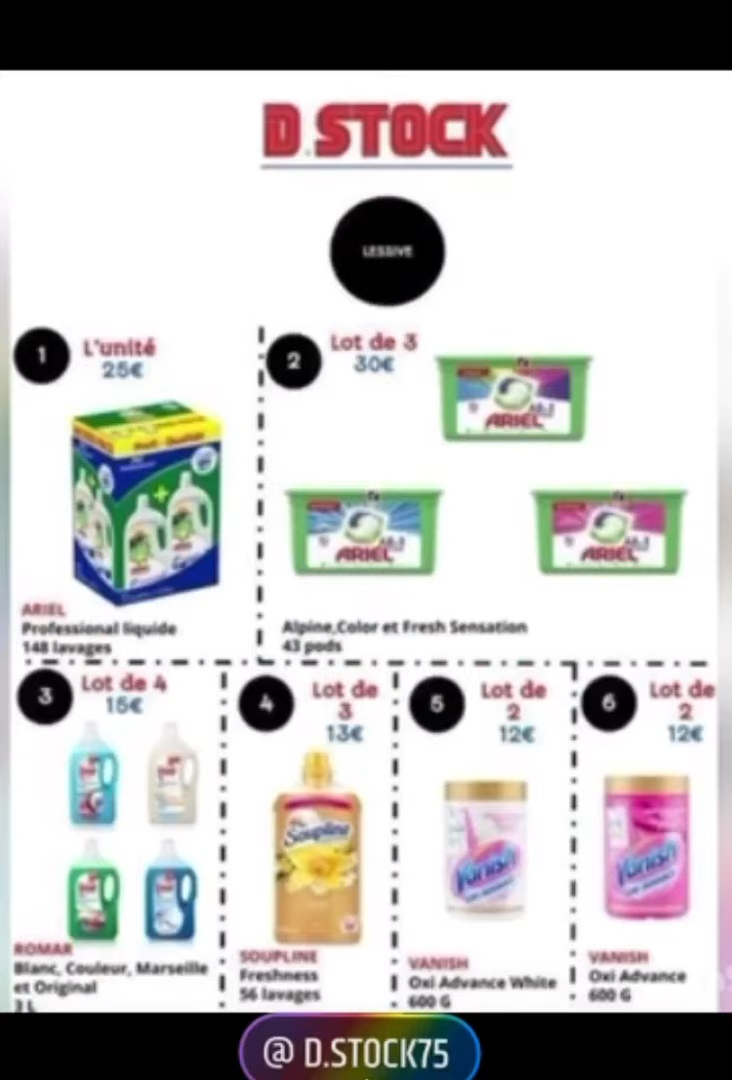 D.STOCK
LESSIVE
1
L'unité
25€
ARIEL
Professional liquide
148 lavages
2
Lot de 3
30€
ARIEL
ARIEL
ARIEL
Alpine,Color et Fresh Sensation
43 pods
3
Lot de 4
15€
ROMAR
Blanc, Couleur, Marseille
et Original
3 L
4
Lot de
3
13€
Soupline
SOUPLINE
Freshness
56 lavages
5
Lot de
2
12€
Vanish
VANISH
Oxi Advance White
600 G
6
Lot de
2
12€
Vanish
VANISH
Oxi Advance
600 G
@ D.STOCK75